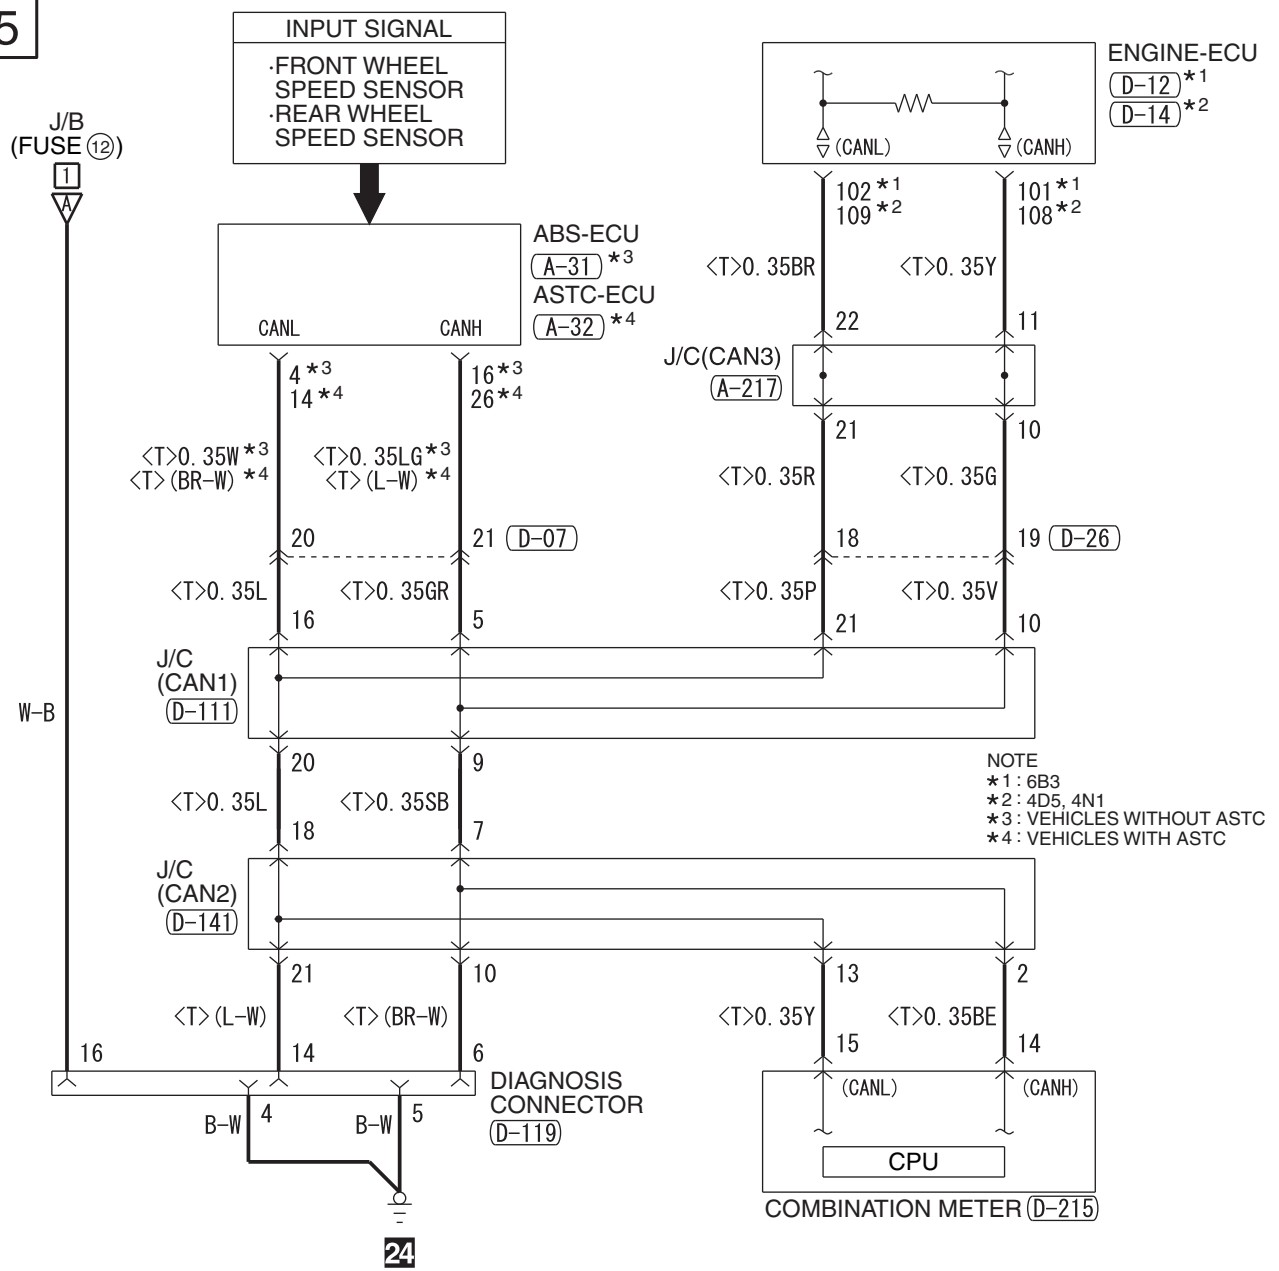 5
INPUT SIGNAL
·FRONT WHEEL
SPEED SENSOR
·REAR WHEEL
SPEED SENSOR
J/B
(FUSE ⑫)
1
A
ENGINE-ECU
D-12 *1
D-14 *2
(CANL)
(CANH)
102 *1
109 *2
101 *1
108 *2
ABS-ECU
A-31 *3
ASTC-ECU
A-32 *4
CANL
CANH
<T>0.35BR
<T>0.35Y
22
11
J/C(CAN3)
A-217
4 *3
14 *4
16 *3
26 *4
21
10
<T>0.35W *3
<T>(BR-W) *4
<T>0.35LG *3
<T>(L-W) *4
<T>0.35R
<T>0.35G
20
21 D-07
18
19 D-26
<T>0.35L
<T>0.35GR
<T>0.35P
<T>0.35V
16
5
21
10
J/C
(CAN1)
D-111
W-B
20
9
<T>0.35L
<T>0.35SB
18
7
NOTE
*1 : 6B3
*2 : 4D5, 4N1
*3 : VEHICLES WITHOUT ASTC
*4 : VEHICLES WITH ASTC
J/C
(CAN2)
D-141
21
10
13
2
<T>(L-W)
<T>(BR-W)
<T>0.35Y
<T>0.35BE
16
14
6
15
14
DIAGNOSIS
CONNECTOR
D-119
(CANL)
(CANH)
B-W
4
B-W
5
CPU
COMBINATION METER D-215
24